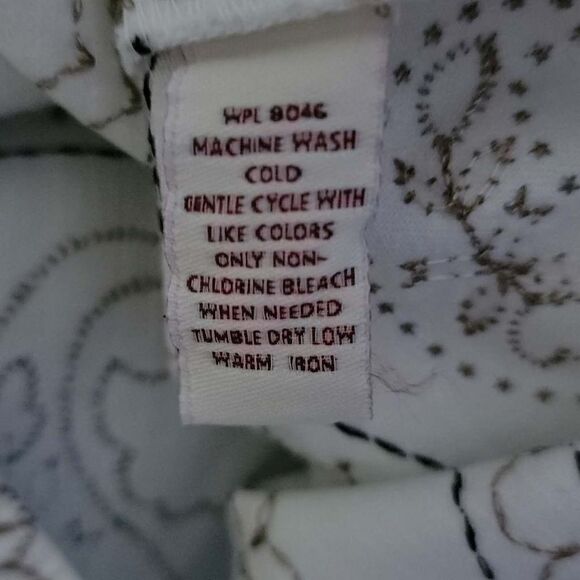 WPL 9046
MACHINE WASH
COLD
GENTLE CYCLE WITH
LIKE COLORS
ONLY NON-
CHLORINE BLEACH
WHEN NEEDED
TUMBLE DRY LOW
WARM IRON